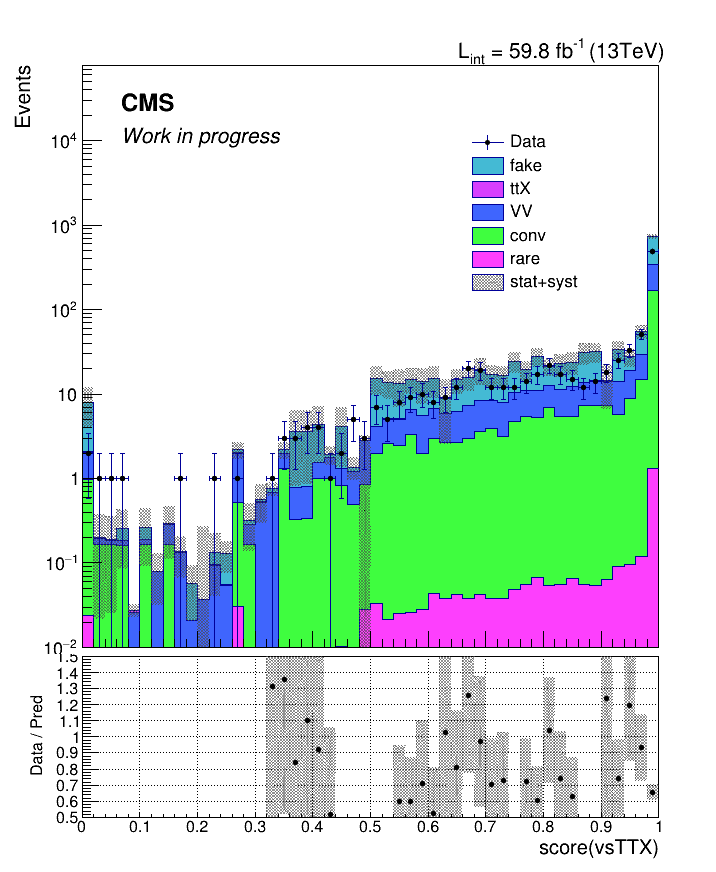 L_int = 59.8 fb^-1 (13TeV)
Events
CMS
Work in progress
Data
fake
ttX
VV
conv
rare
stat+syst
10^4
10^3
10^2
10
1
10^−1
10^−2
Data / Pred
1.5
1.4
1.3
1.2
1.1
1
0.9
0.8
0.7
0.6
0.5
0 0.1 0.2 0.3 0.4 0.5 0.6 0.7 0.8 0.9 1
score(vsTTX)